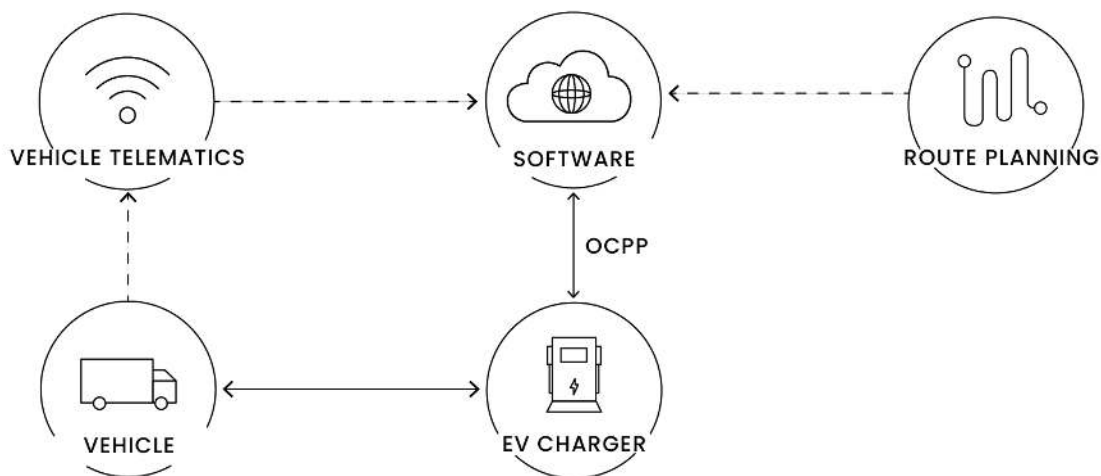 VEHICLE TELEMATICS
SOFTWARE
ROUTE PLANNING
OCPP
VEHICLE
EV CHARGER